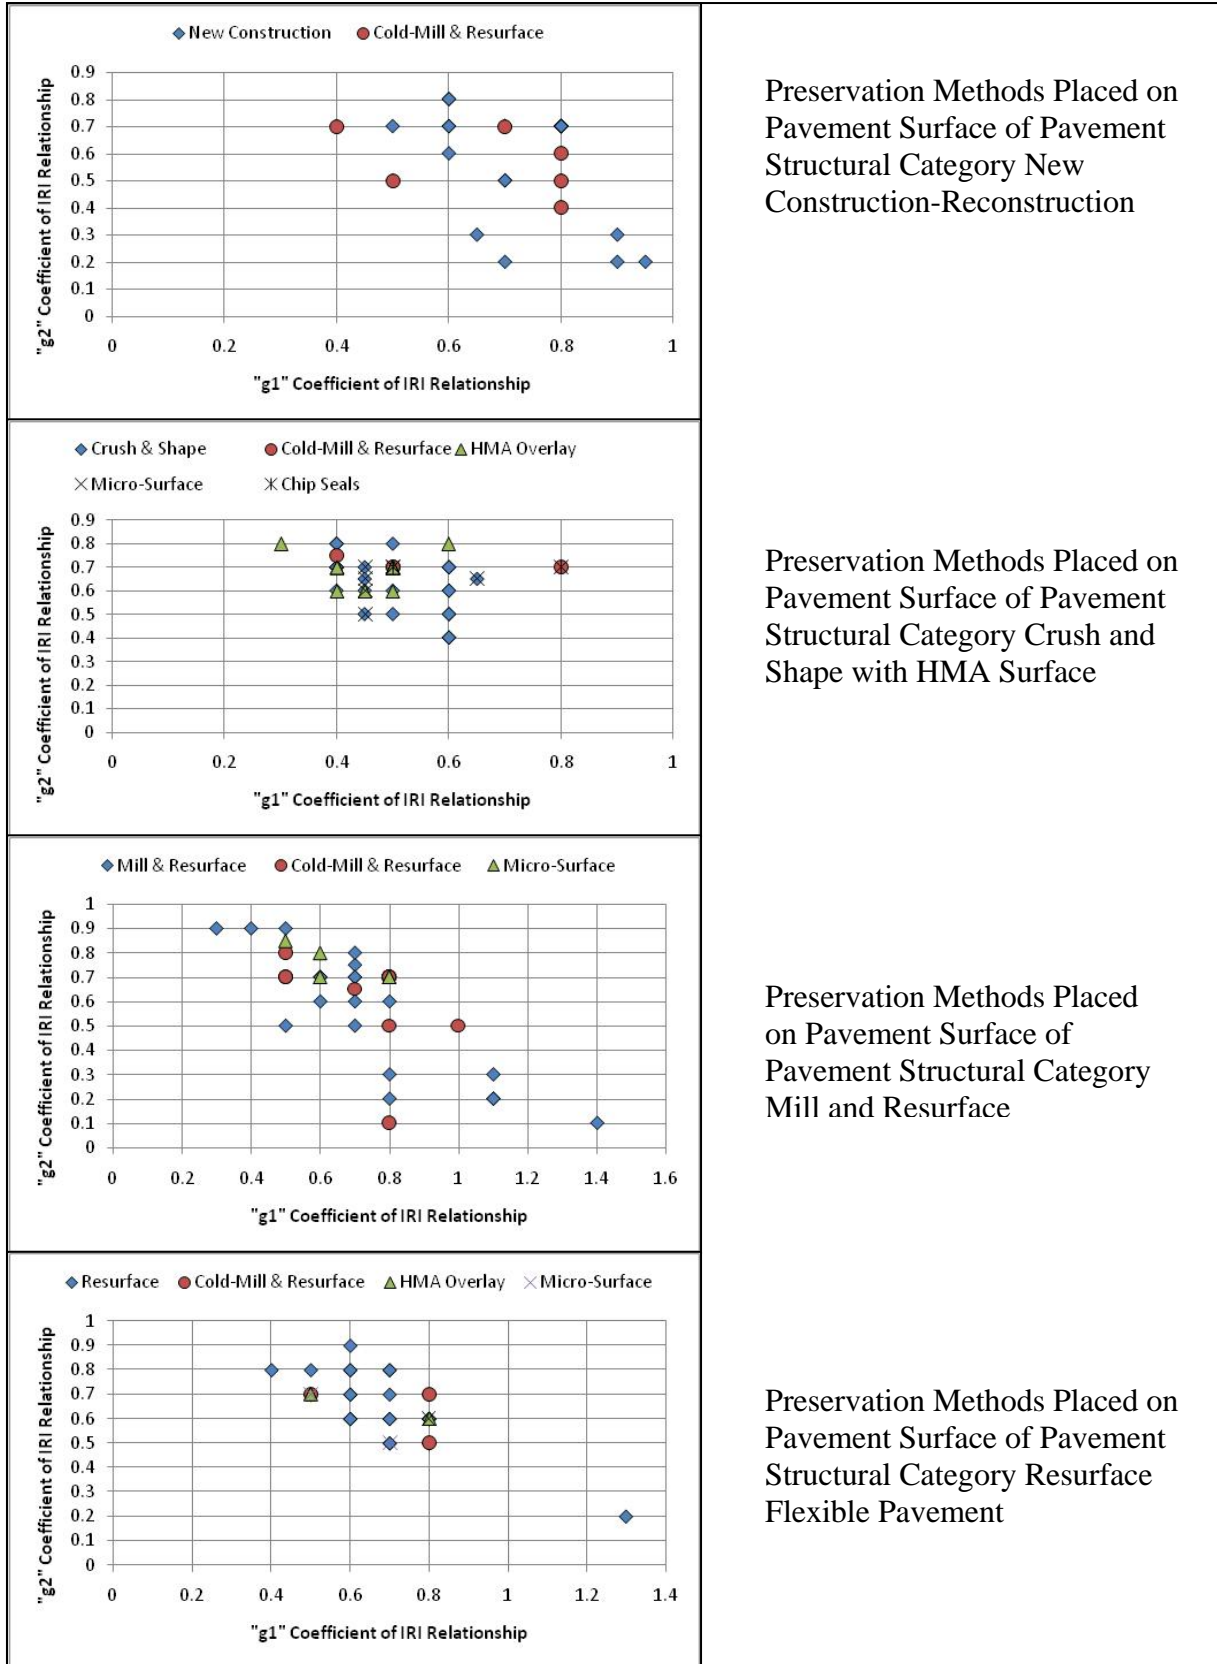 New Construction Cold-Mill & Resurface
0.9
0.8
0.7
0.6
0.5
0.4
0.3
0.2
0.1
0
0 0.2 0.4 0.6 0.8 1
"g2" Coefficient of IRI Relationship
"g1" Coefficient of IRI Relationship
Preservation Methods Placed on
Pavement Surface of Pavement
Structural Category New
Construction-Reconstruction
Crush & Shape Cold-Mill & Resurface HMA Overlay
Micro-Surface Chip Seals
0.9
0.8
0.7
0.6
0.5
0.4
0.3
0.2
0.1
0
0 0.2 0.4 0.6 0.8 1
"g2" Coefficient of IRI Relationship
"g1" Coefficient of IRI Relationship
Preservation Methods Placed on
Pavement Surface of Pavement
Structural Category Crush and
Shape with HMA Surface
Mill & Resurface Cold-Mill & Resurface Micro-Surface
1
0.9
0.8
0.7
0.6
0.5
0.4
0.3
0.2
0.1
0
0 0.2 0.4 0.6 0.8 1 1.2 1.4 1.6
"g2" Coefficient of IRI Relationship
"g1" Coefficient of IRI Relationship
Preservation Methods Placed
on Pavement Surface of
Pavement Structural Category
Mill and Resurface
Resurface Cold-Mill & Resurface HMA Overlay Micro-Surface
1
0.9
0.8
0.7
0.6
0.5
0.4
0.3
0.2
0.1
0
0 0.2 0.4 0.6 0.8 1 1.2 1.4
"g2" Coefficient of IRI Relationship
"g1" Coefficient of IRI Relationship
Preservation Methods Placed on
Pavement Surface of Pavement
Structural Category Resurface
Flexible Pavement